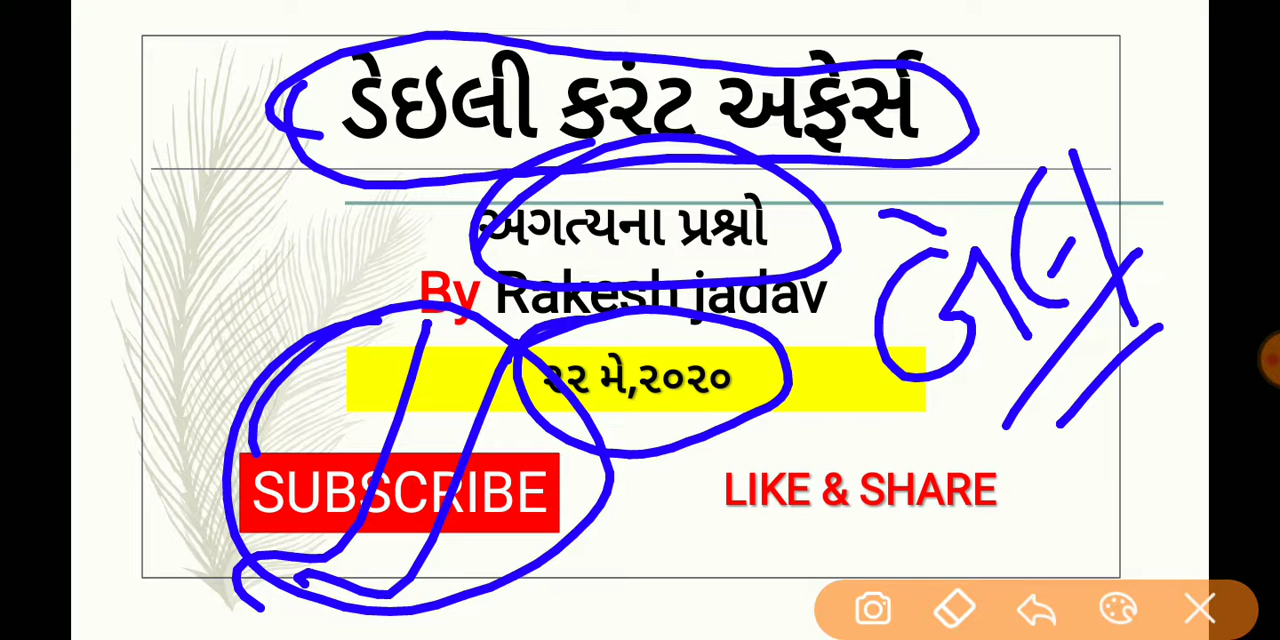 ડેઇલી કરંટ અફેર્સ
અગત્યના પ્રશ્નો
By Rakesh jadav
૨૨ મે,૨૦૨૦
SUBSCRIBE
LIKE & SHARE